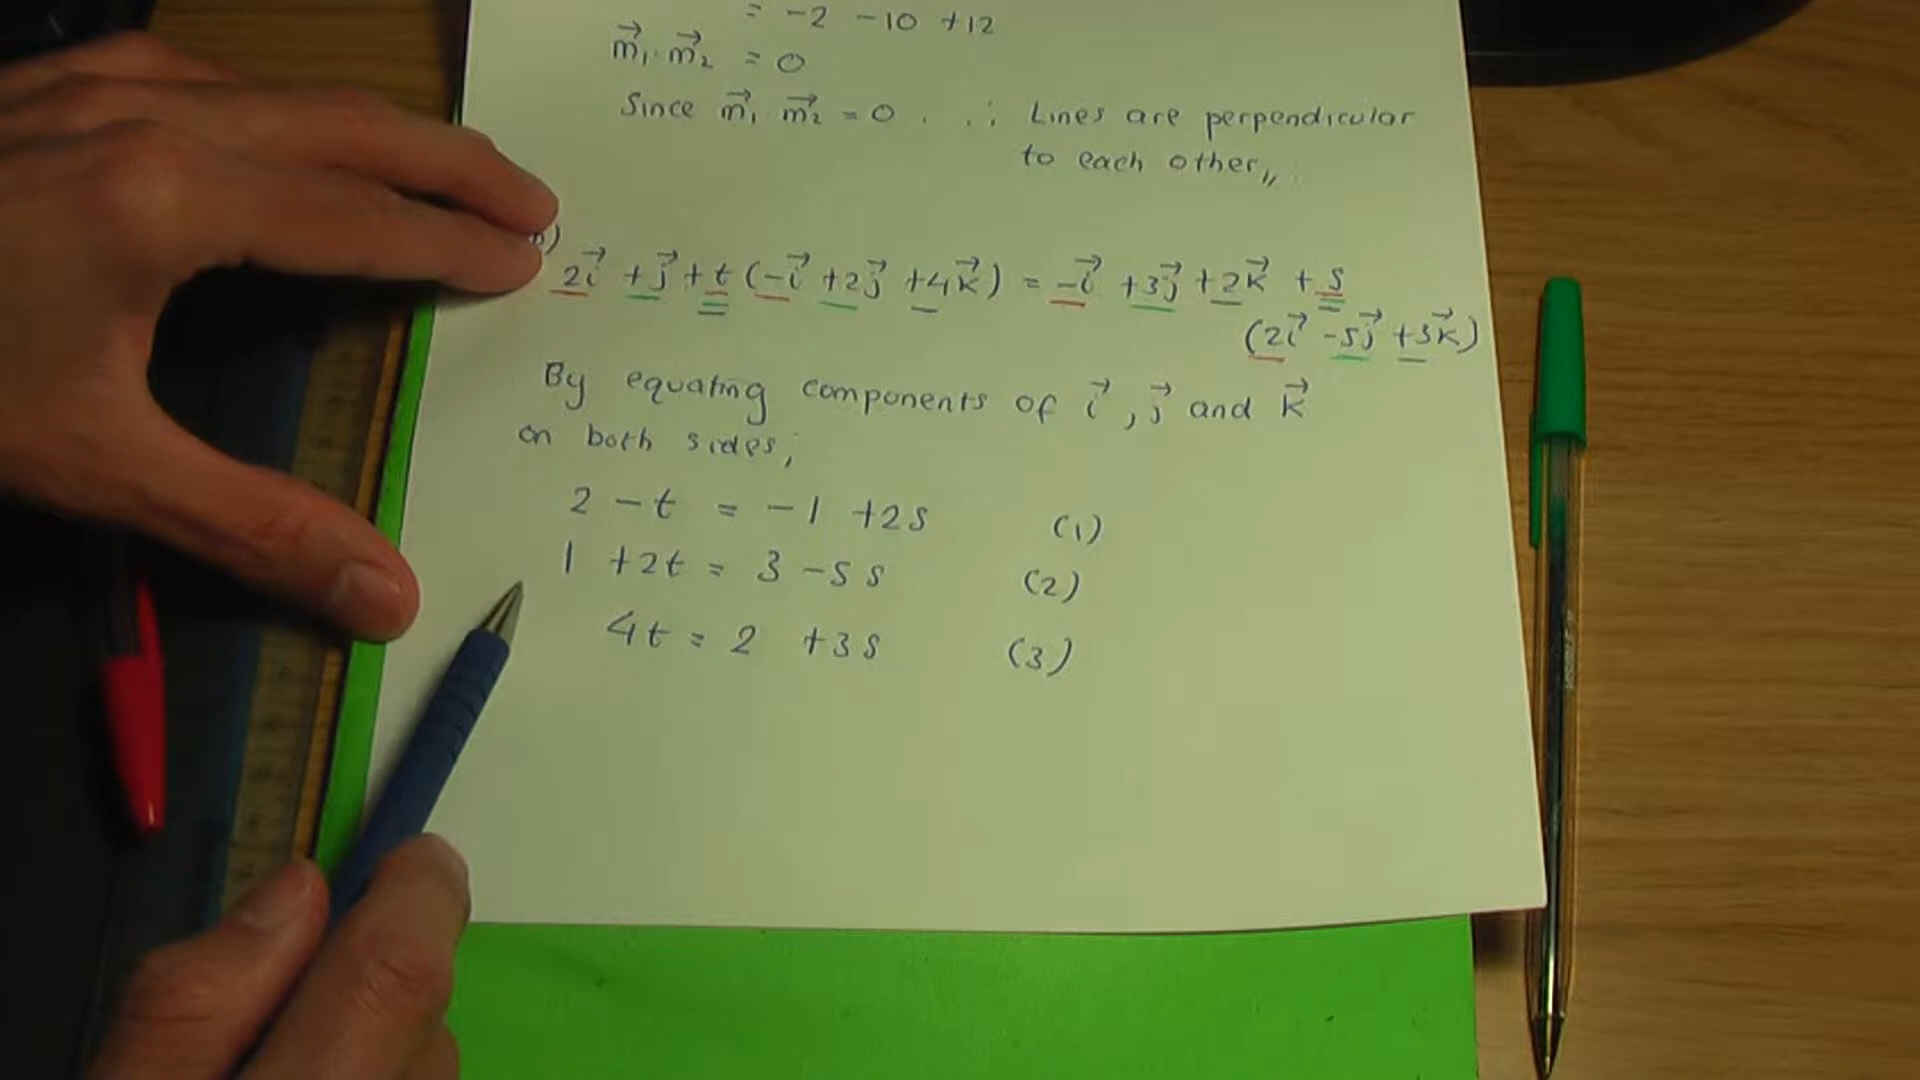 = -2 -10 +12
m⃗₁. m⃗₂ = 0
Since m⃗₁. m⃗₂ = 0 . ∴ Lines are perpendicular
to each other,,
b)
2i⃗ + j⃗ + t (-i⃗ +2j⃗ +4k⃗) = -i⃗ +3j⃗ +2k⃗ + s
(2i⃗ -5j⃗ +3k⃗)
By equating components of i⃗, j⃗ and k⃗
on both sides;
2 - t = -1 +2s (1)
1 +2t = 3 -5s (2)
4t = 2 +3s (3)